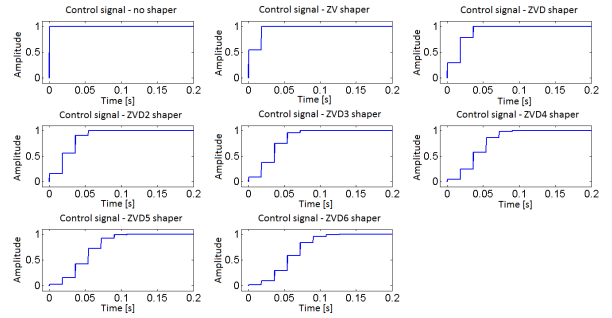 Control signal - no shaper
Control signal - ZV shaper
Control signal - ZVD shaper
Amplitude
1
0.5
0
0 0.05 0.1 0.15 0.2
Time [s]
Amplitude
1
0.5
0
0 0.05 0.1 0.15 0.2
Time [s]
Amplitude
1
0.5
0
0 0.05 0.1 0.15 0.2
Time [s]
Control signal - ZVD2 shaper
Control signal - ZVD3 shaper
Control signal - ZVD4 shaper
Amplitude
1
0.5
0
0 0.05 0.1 0.15 0.2
Time [s]
Amplitude
1
0.5
0
0 0.05 0.1 0.15 0.2
Time [s]
Amplitude
1
0.5
0
0 0.05 0.1 0.15 0.2
Time [s]
Control signal - ZVD5 shaper
Control signal - ZVD6 shaper
Amplitude
1
0.5
0
0 0.05 0.1 0.15 0.2
Time [s]
Amplitude
1
0.5
0
0 0.05 0.1 0.15 0.2
Time [s]